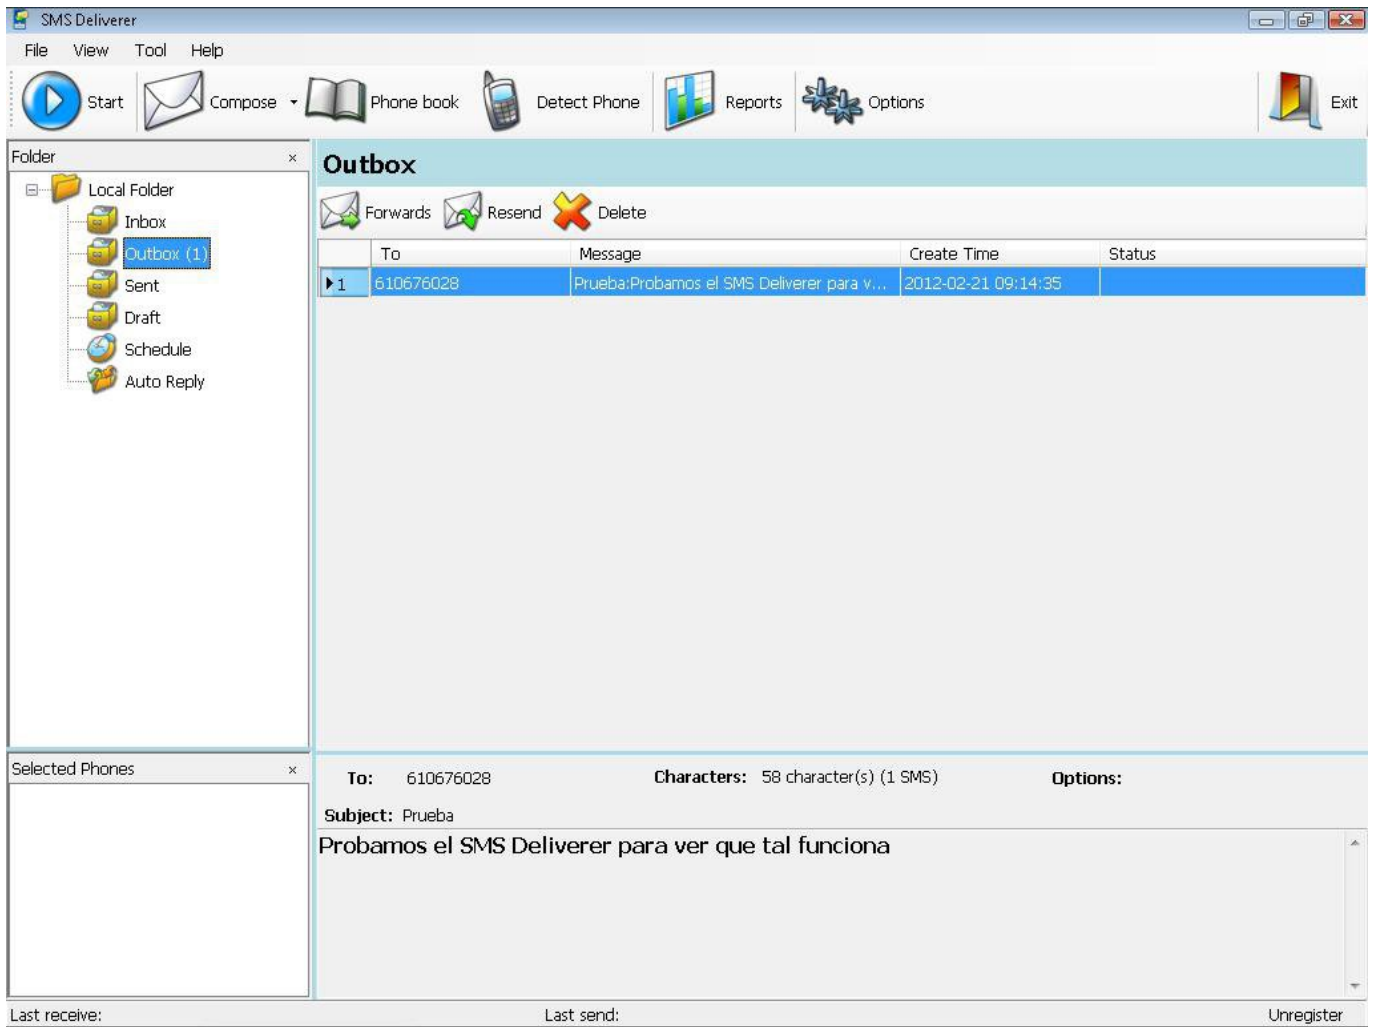 SMS Deliverer
File View Tool Help
Start Compose Phone book Detect Phone Reports Options Exit
Folder ×
Local Folder
Inbox
Outbox (1)
Sent
Draft
Schedule
Auto Reply
Outbox
Forwards Resend Delete
To Message Create Time Status
1 610676028 Prueba:Probamos el SMS Deliverer para v... 2012-02-21 09:14:35
Selected Phones ×
To: 610676028 Characters: 58 character(s) (1 SMS) Options:
Subject: Prueba
Probamos el SMS Deliverer para ver que tal funciona
Last receive: Last send: Unregister